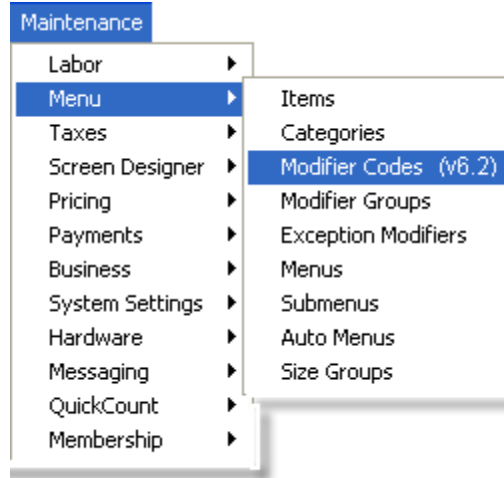 Maintenance
Labor
Menu
Taxes
Screen Designer
Pricing
Payments
Business
System Settings
Hardware
Messaging
QuickCount
Membership
Items
Categories
Modifier Codes (v6.2)
Modifier Groups
Exception Modifiers
Menus
Submenus
Auto Menus
Size Groups